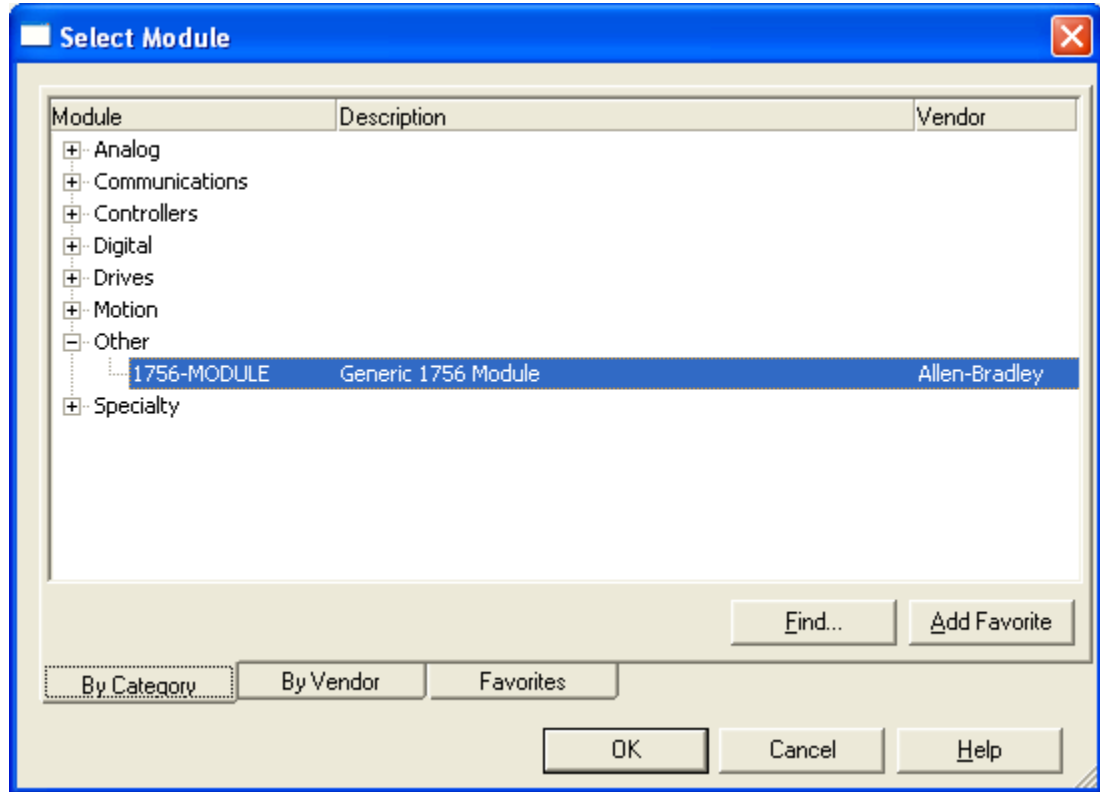 Select Module
Module Description Vendor
Analog
Communications
Controllers
Digital
Drives
Motion
Other
1756-MODULE Generic 1756 Module Allen-Bradley
Specialty
Find... Add Favorite
By Category By Vendor Favorites
OK Cancel Help